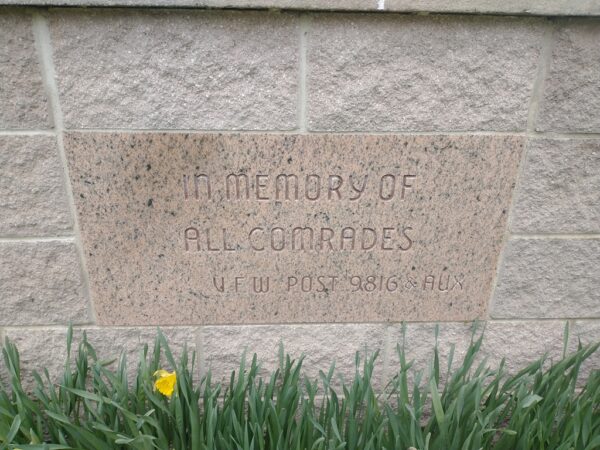 IN MEMORY OF
ALL COMRADES
V F W POST 9816 & AUX